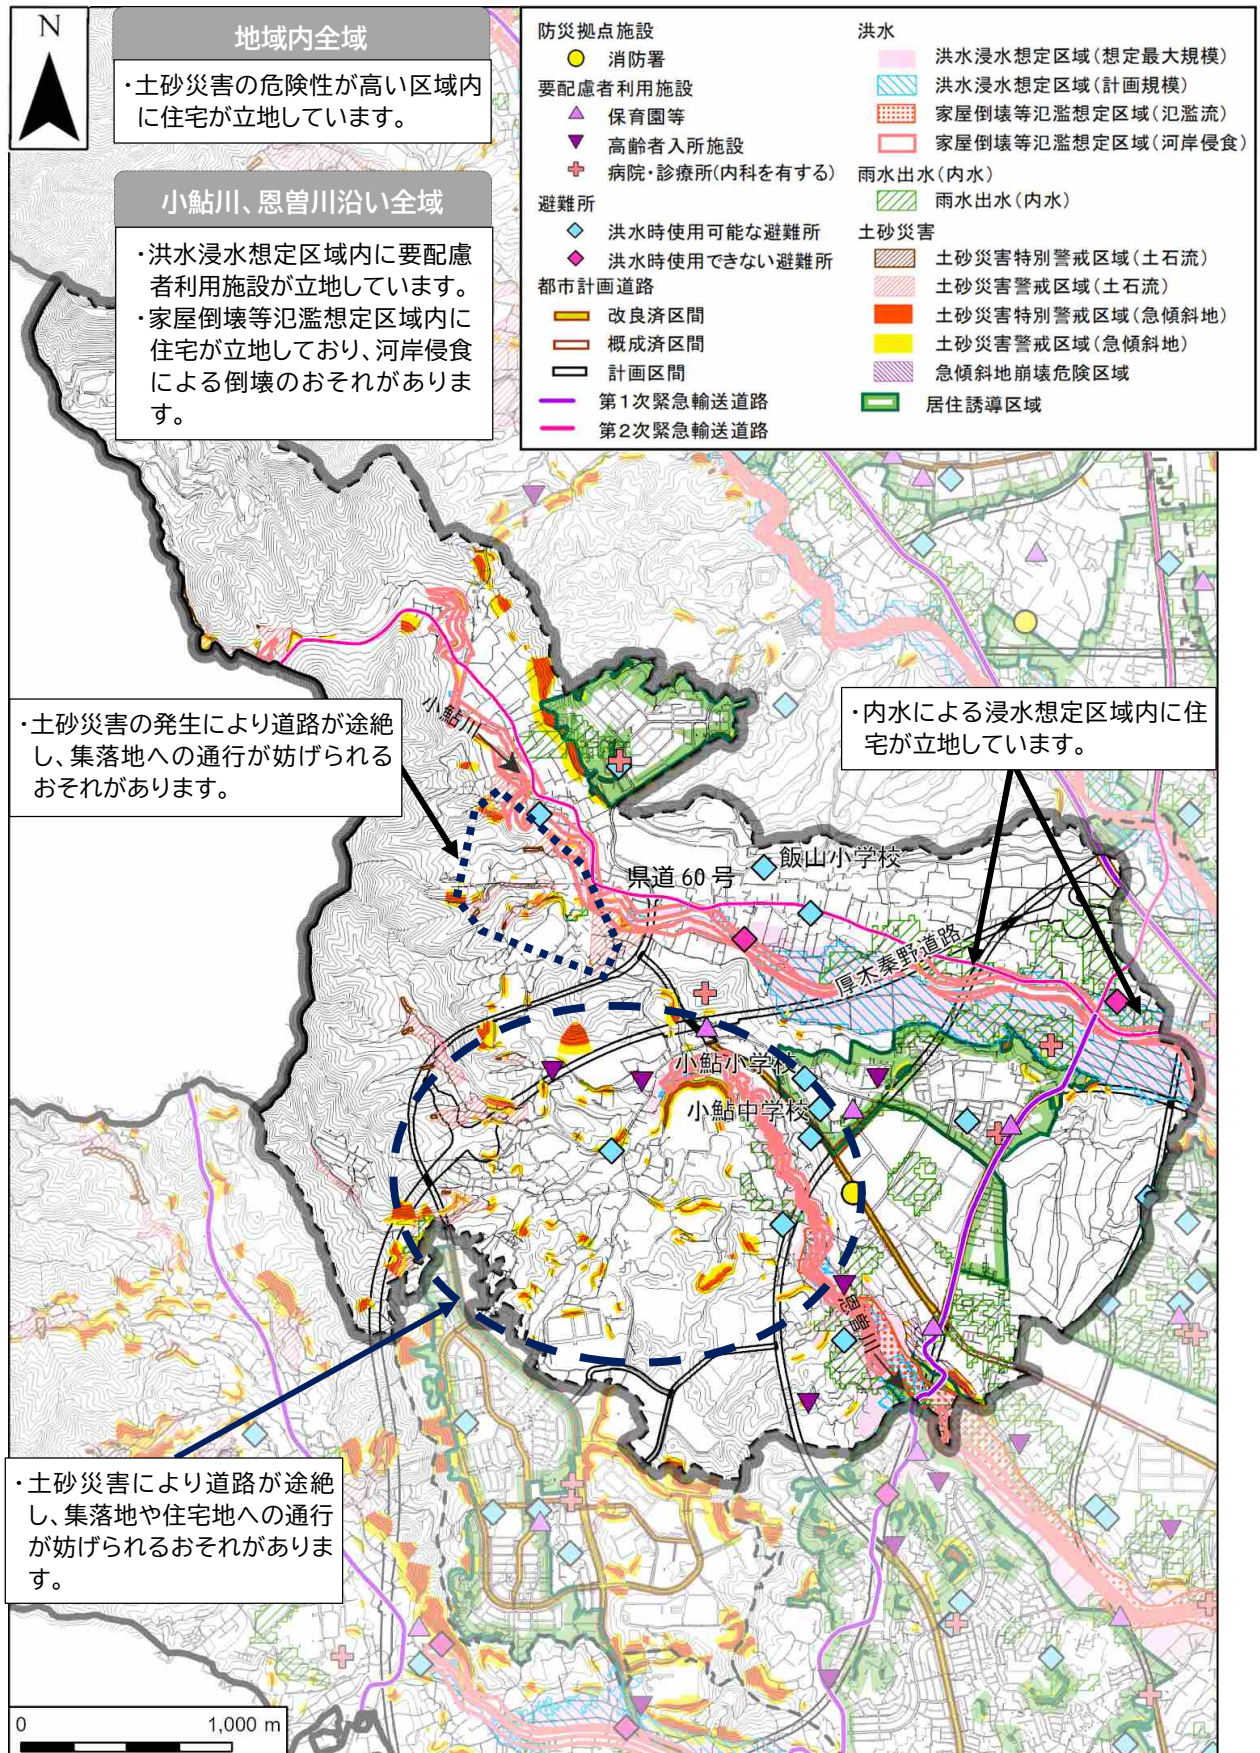 N
地域内全域
・土砂災害の危険性が高い区域内
に住宅が立地しています。
小鮎川、恩曽川沿い全域
・洪水浸水想定区域内に要配慮
者利用施設が立地しています。
・家屋倒壊等氾濫想定区域内に
住宅が立地しており、河岸侵食
による倒壊のおそれがありま
す。
防災拠点施設
消防署
要配慮者利用施設
保育園等
高齢者入所施設
病院・診療所(内科を有する)
避難所
洪水時使用可能な避難所
洪水時使用できない避難所
都市計画道路
改良済区間
概成済区間
計画区間
第1次緊急輸送道路
第2次緊急輸送道路
洪水
洪水浸水想定区域(想定最大規模)
洪水浸水想定区域(計画規模)
家屋倒壊等氾濫想定区域(氾濫流)
家屋倒壊等氾濫想定区域(河岸侵食)
雨水出水(内水)
雨水出水(内水)
土砂災害
土砂災害特別警戒区域(土石流)
土砂災害警戒区域(土石流)
土砂災害特別警戒区域(急傾斜地)
土砂災害警戒区域(急傾斜地)
急傾斜地崩壊危険区域
居住誘導区域
・土砂災害の発生により道路が途絶
し、集落地への通行が妨げられる
おそれがあります。
小鮎川
・内水による浸水想定区域内に住
宅が立地しています。
飯山小学校
県道60号
厚木秦野道路
小鮎小学校
小鮎中学校
恩曽川
・土砂災害により道路が途絶
し、集落地や住宅地への通行
が妨げられるおそれがありま
す。
0
1,000 m